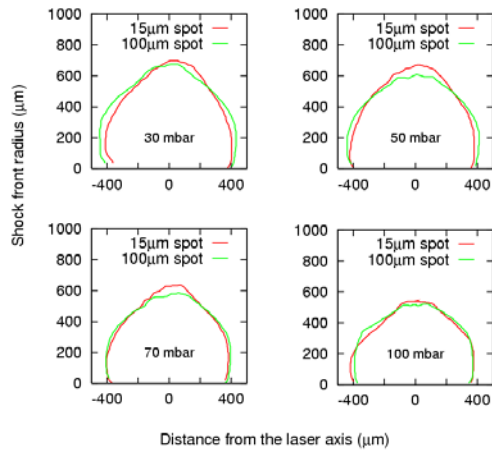 Shock front radius (μm)
1000
800
600
400
200
0
-400 0 400
15μm spot
100μm spot
30 mbar
1000
800
600
400
200
0
-400 0 400
15μm spot
100μm spot
50 mbar
1000
800
600
400
200
0
-400 0 400
15μm spot
100μm spot
70 mbar
1000
800
600
400
200
0
-400 0 400
15μm spot
100μm spot
100 mbar
Distance from the laser axis (μm)